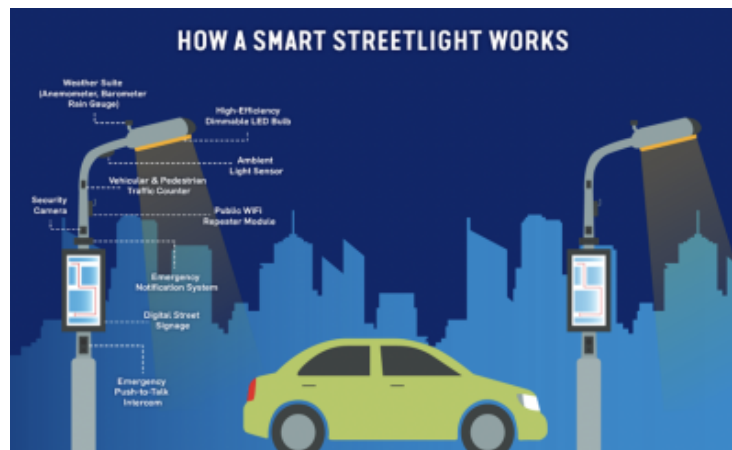 HOW A SMART STREETLIGHT WORKS
Weather Suite
(Anemometer, Barometer
Rain Gauge)
High-Efficiency
Dimmable LED Bulb
Ambient
Light Sensor
Vehicular & Pedestrian
Traffic Counter
Security
Camera
Public WiFi
Repeater Module
Emergency
Notification System
Digital Street
Signage
Emergency
Push-to-Talk
Intercom